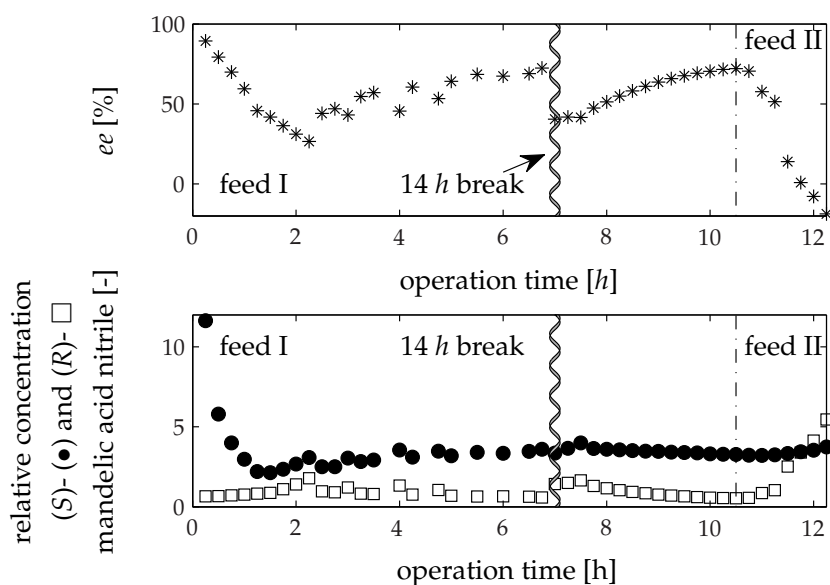 100
50
0
ee [%]
feed I
14 h break
feed II
0
2
4
6
8
10
12
operation time [h]
relative concentration
(S)- (●) and (R)- □
mandelic acid nitrile [-]
10
5
0
feed I
14 h break
feed II
0
2
4
6
8
10
12
operation time [h]